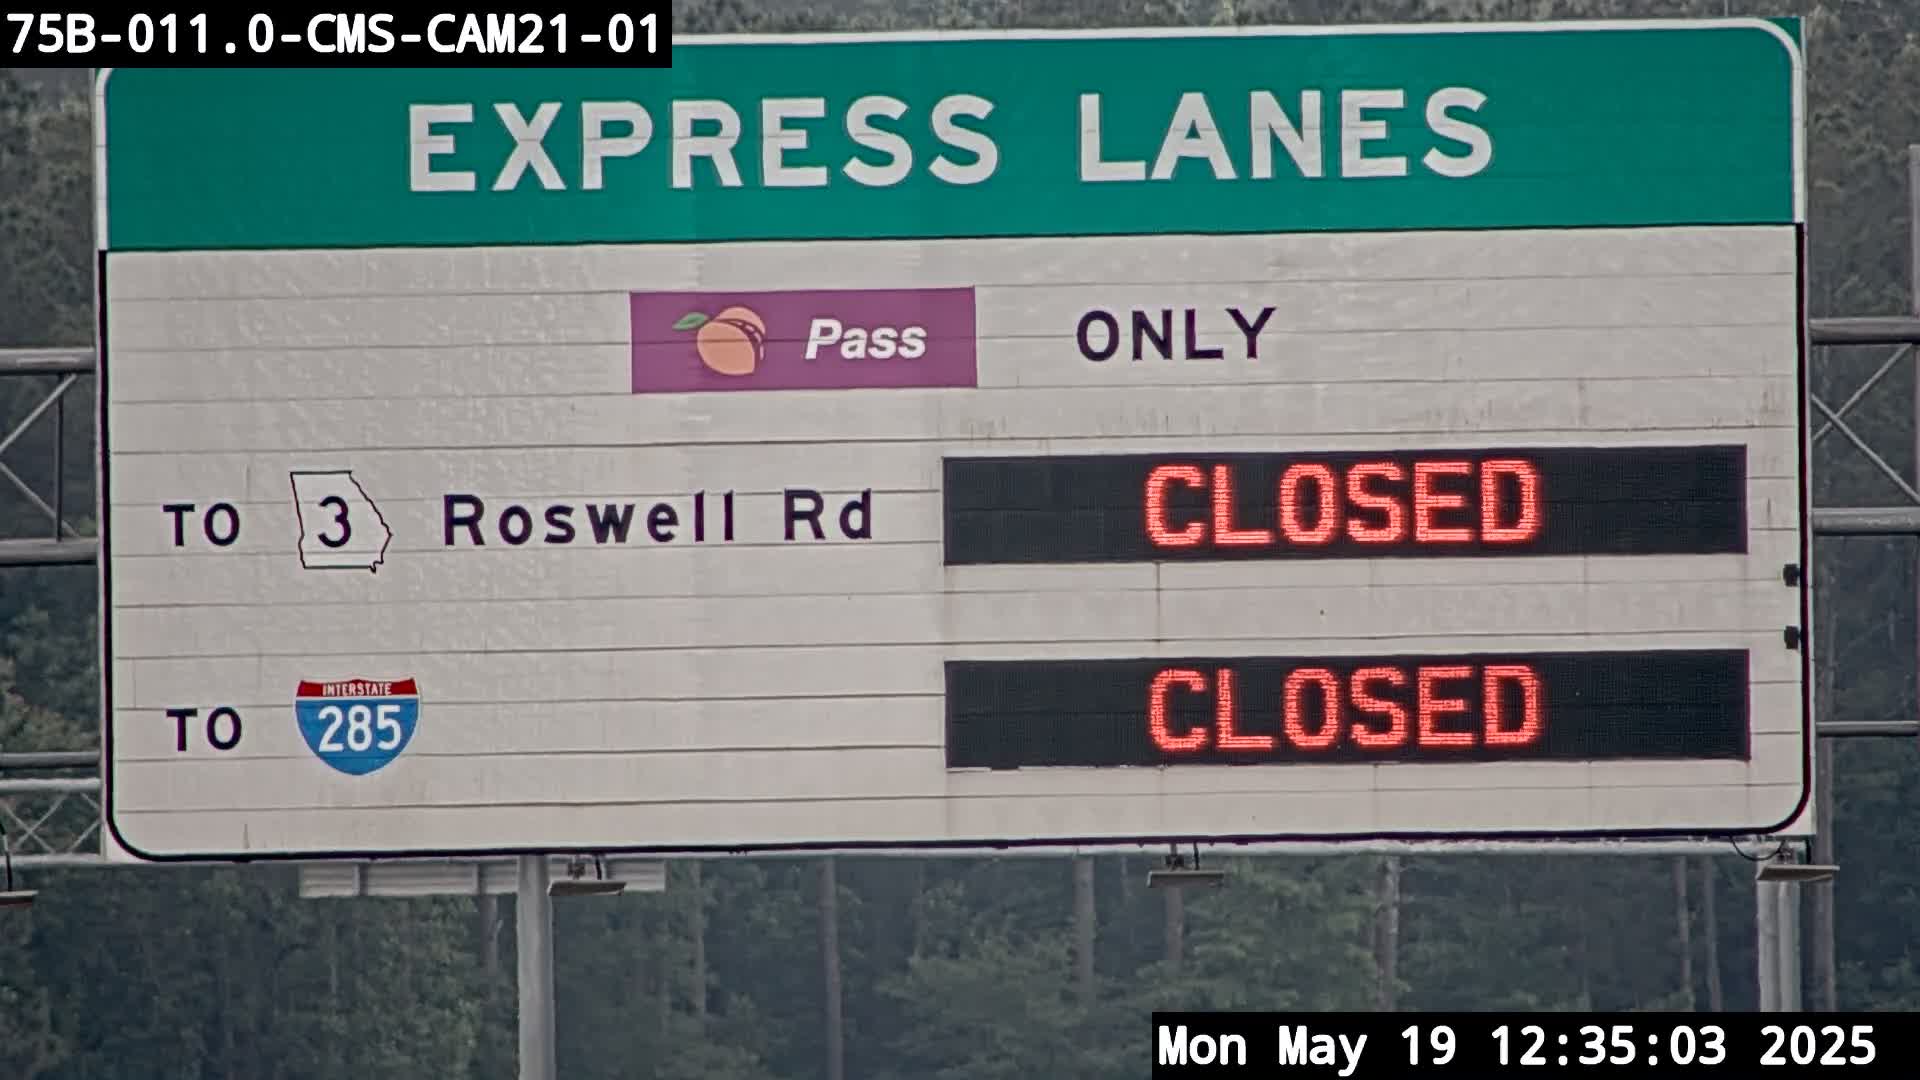 75B-011.0-CMS-CAM21-01
EXPRESS LANES
Pass ONLY
TO 3 Roswell Rd CLOSED
TO INTERSTATE 285 CLOSED
Mon May 19 12:35:03 2025